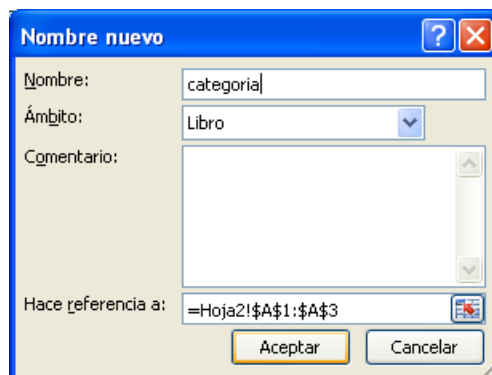 Nombre nuevo
Nombre:
categoria
Ámbito:
Libro
Comentario:
Hace referencia a:
=Hoja2!$A$1:$A$3
Aceptar
Cancelar